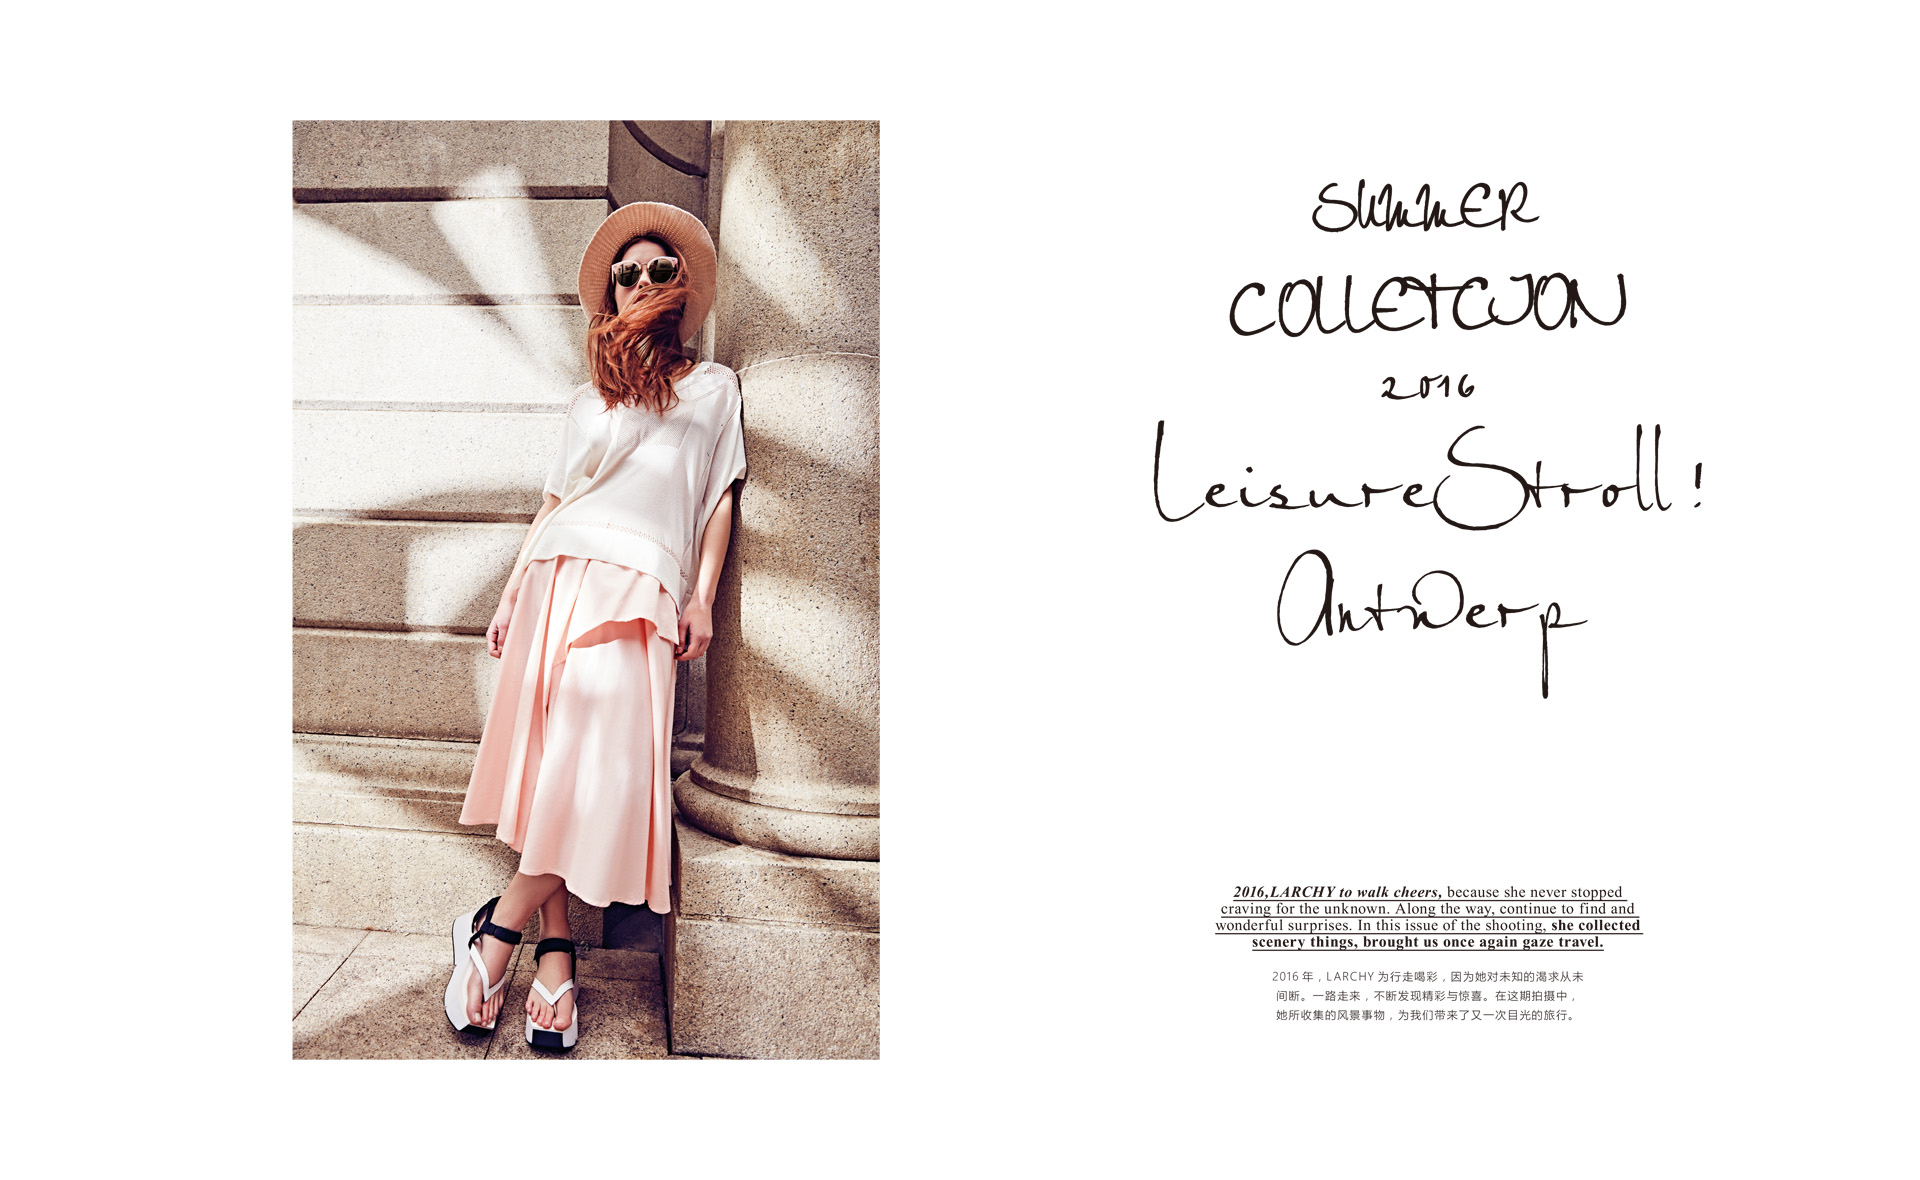 SUMMER
COLLETCJON
2016
Leisure Stroll!
Antwerp
2016,LARCHY to walk cheers, because she never stopped
craving for the unknown. Along the way, continue to find and
wonderful surprises. In this issue of the shooting, she collected
scenery things, brought us once again gaze travel.
2016 年，LARCHY 为行走喝彩，因为她对未知的渴求从未
间断。一路走来，不断发现精彩与惊喜。在这期拍摄中，
她所收集的风景事物，为我们带来了又一次目光的旅行。